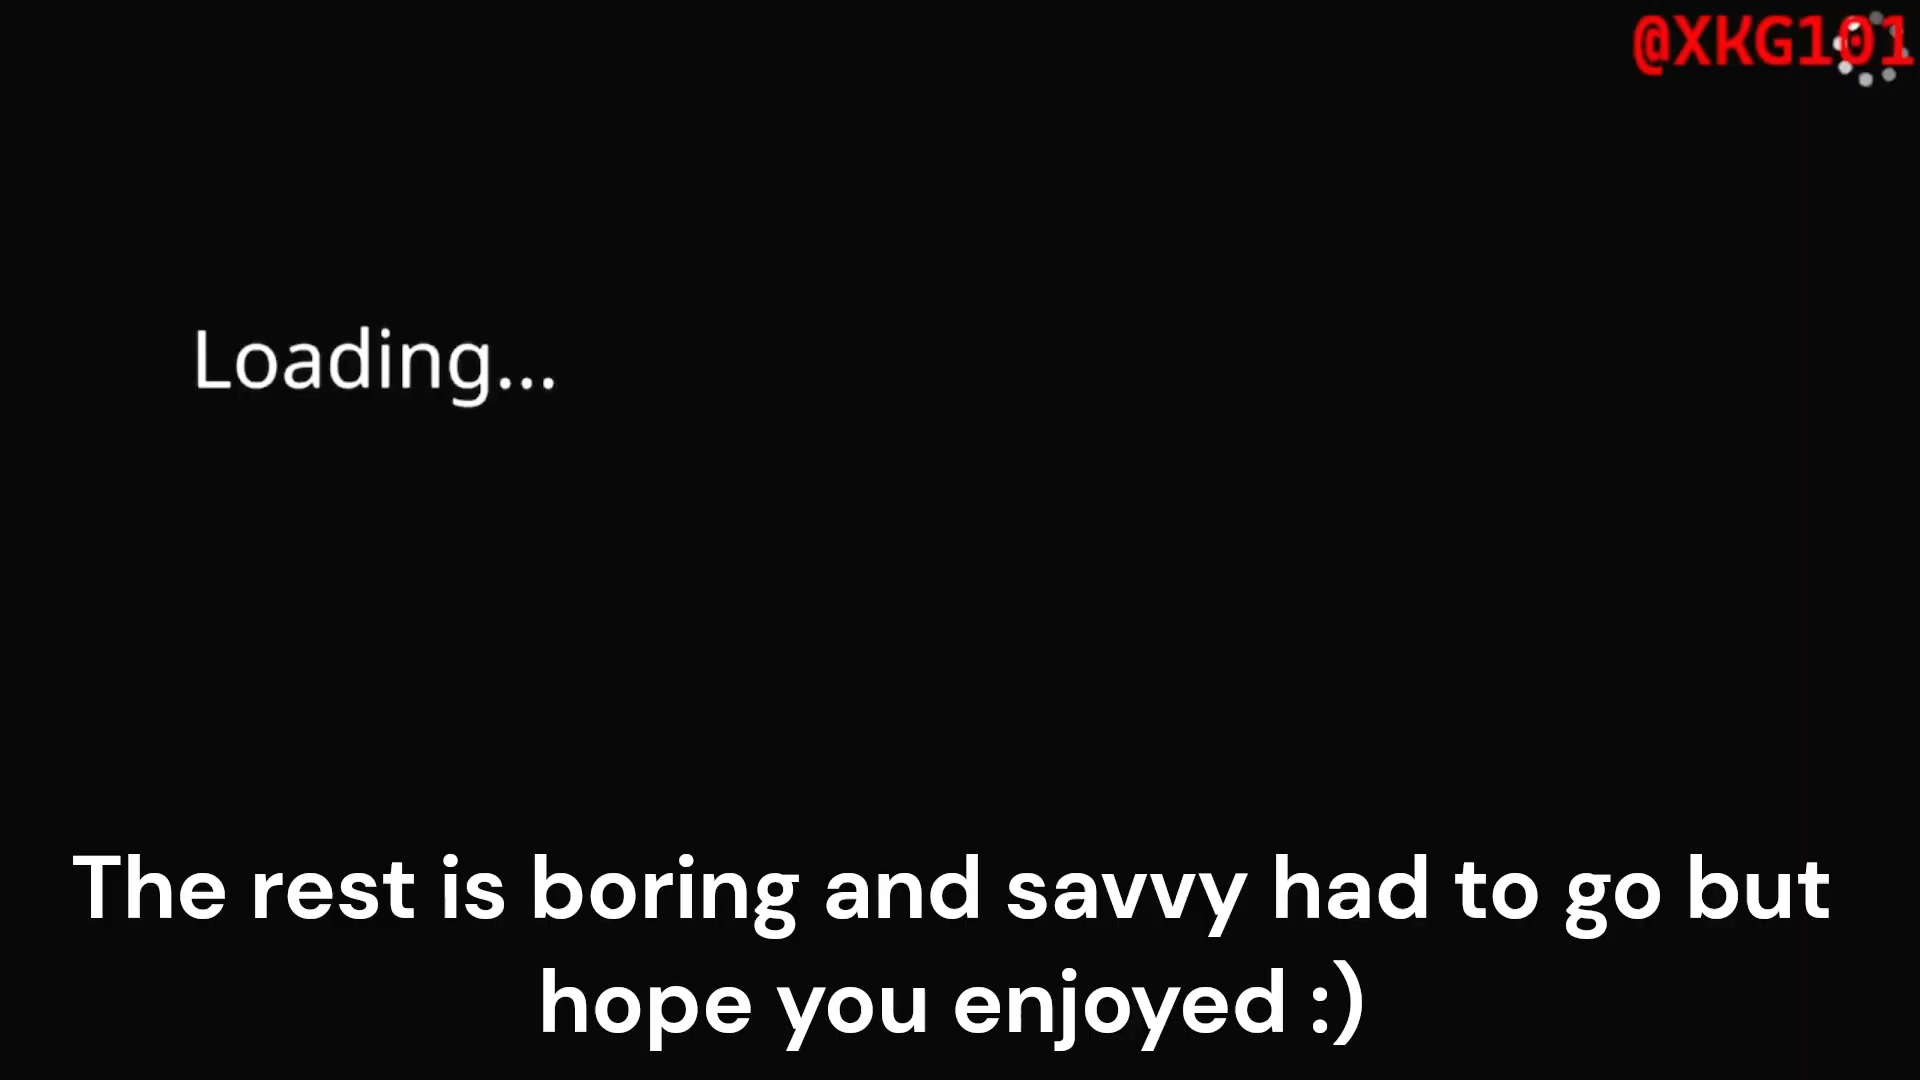 @XKG101
Loading...
The rest is boring and savvy had to go but
hope you enjoyed :)